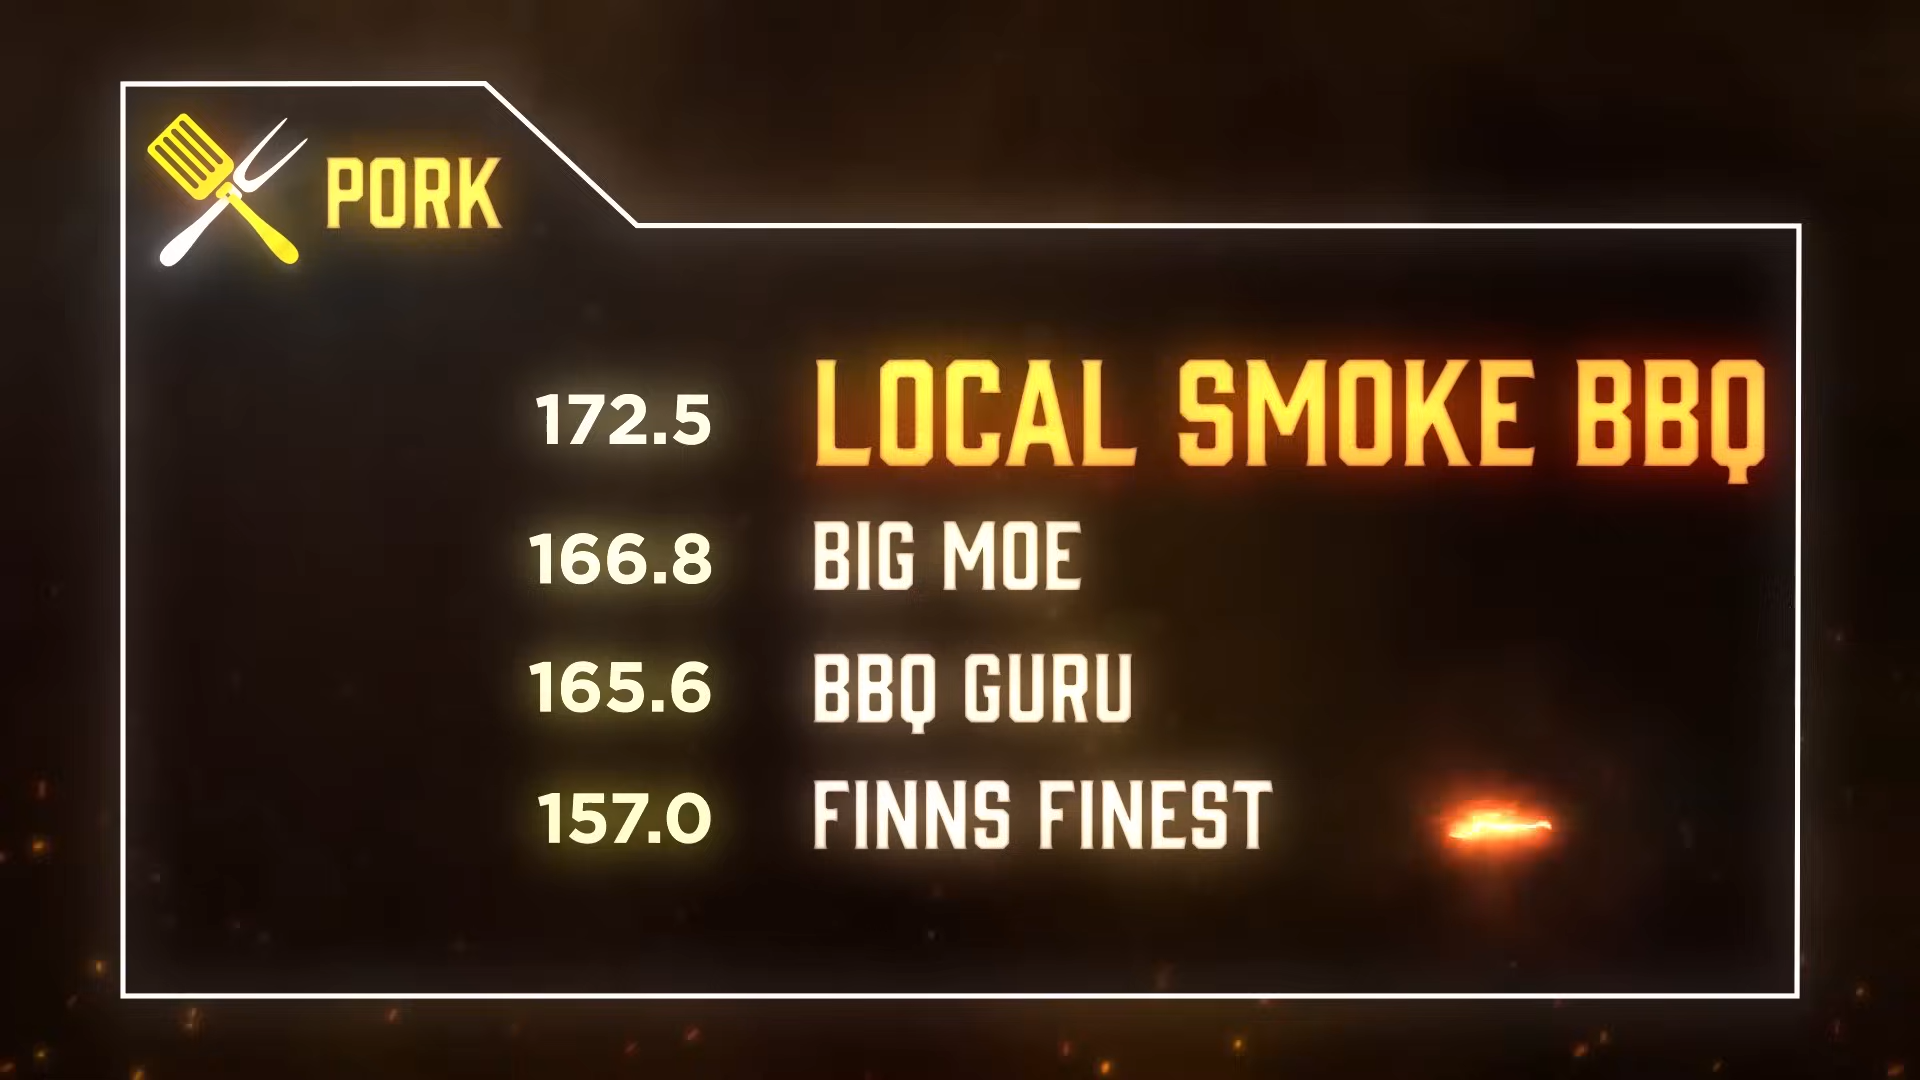 PORK
172.5 LOCAL SMOKE BBQ
166.8 BIG MOE
165.6 BBQ GURU
157.0 FINNS FINEST